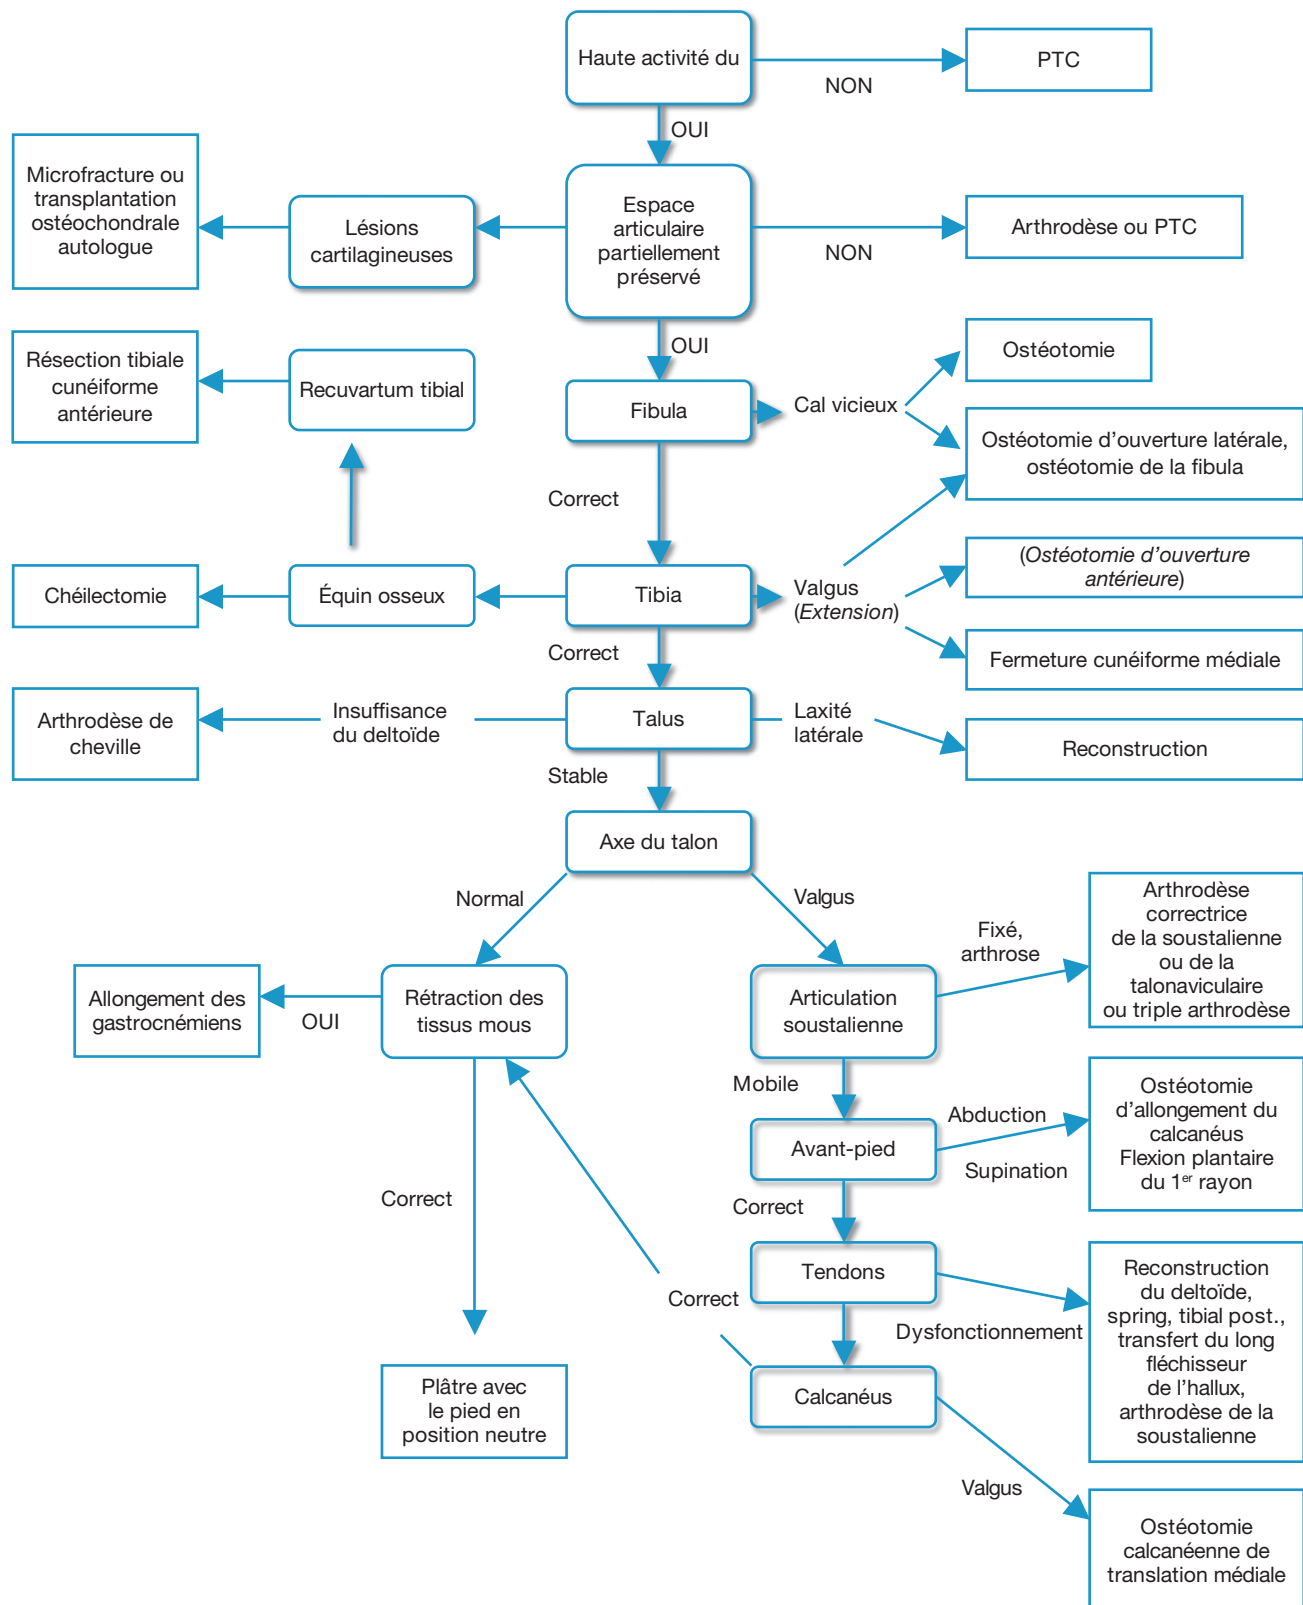 Haute activité du
NON
PTC
OUI
Microfracture ou
transplantation
ostéochondrale
autologue
Lésions
cartilagineuses
Espace
articulaire
partiellement
préservé
NON
Arthrodèse ou PTC
OUI
Résection tibiale
cunéiforme
antérieure
Recuvartum tibial
Fibula
Cal vicieux
Ostéotomie
Ostéotomie d'ouverture latérale,
ostéotomie de la fibula
Correct
Chéilectomie
Équin osseux
Tibia
Valgus
(Extension)
(Ostéotomie d'ouverture
antérieure)
Fermeture cunéiforme médiale
Correct
Arthrodèse de
cheville
Insuffisance
du deltoïde
Talus
Laxité
latérale
Reconstruction
Stable
Axe du talon
Normal
Valgus
Allongement des
gastrocnémiens
OUI
Rétraction des
tissus mous
Articulation
soustalienne
Fixé,
arthrose
Arthrodèse
correctrice
de la soustalienne
ou de la
talonaviculaire
ou triple arthrodèse
Mobile
Avant-pied
Abduction
Supination
Ostéotomie
d'allongement du
calcanéus
Flexion plantaire
du 1er rayon
Correct
Correct
Tendons
Dysfonctionnement
Reconstruction
du deltoïde,
spring, tibial post.,
transfert du long
fléchisseur
de l'hallux,
arthrodèse de la
soustalienne
Correct
Plâtre avec
le pied en
position neutre
Calcanéus
Valgus
Ostéotomie
calcanéenne de
translation médiale